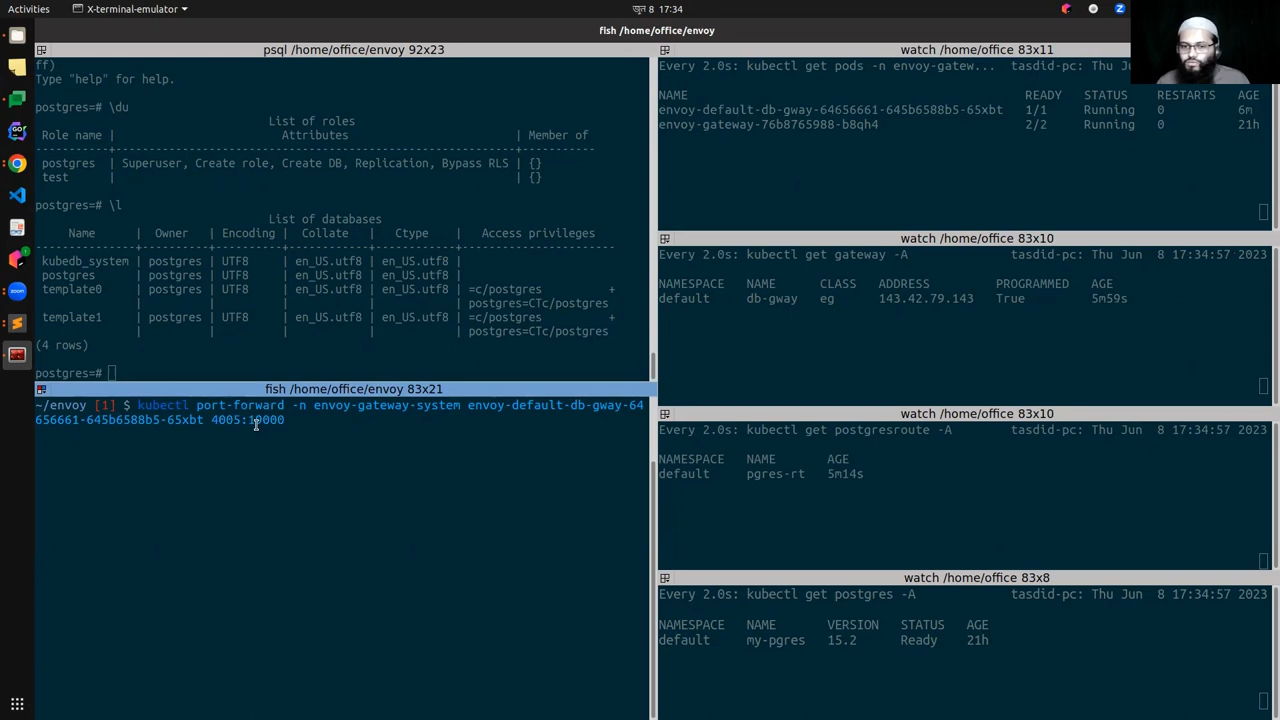 Activities
X-terminal-emulator
জুন 8 17:34
fish /home/office/envoy
psql /home/office/envoy 92x23
ff)
Type "help" for help.
postgres=# \du
List of roles
Role name | Attributes | Member of
-----------+------------------------------------------------------------+-----------
postgres | Superuser, Create role, Create DB, Replication, Bypass RLS | {}
test | | {}
postgres=# \l
List of databases
Name | Owner | Encoding | Collate | Ctype | Access privileges
---------------+----------+----------+------------+------------+-----------------------
kubedb_system | postgres | UTF8 | en_US.utf8 | en_US.utf8 |
postgres | postgres | UTF8 | en_US.utf8 | en_US.utf8 |
template0 | postgres | UTF8 | en_US.utf8 | en_US.utf8 | =c/postgres +
| | | | | postgres=CTc/postgres
template1 | postgres | UTF8 | en_US.utf8 | en_US.utf8 | =c/postgres +
| | | | | postgres=CTc/postgres
(4 rows)
postgres=#
fish /home/office/envoy 83x21
~/envoy [1] $ kubectl port-forward -n envoy-gateway-system envoy-default-db-gway-64
656661-645b6588b5-65xbt 4005:10000
watch /home/office 83x11
Every 2.0s: kubectl get pods -n envoy-gatew... tasdid-pc: Thu Jun
NAME READY STATUS RESTARTS AGE
envoy-default-db-gway-64656661-645b6588b5-65xbt 1/1 Running 0 6m
envoy-gateway-76b8765988-b8qh4 2/2 Running 0 21h
watch /home/office 83x10
Every 2.0s: kubectl get gateway -A tasdid-pc: Thu Jun 8 17:34:56 2023
NAMESPACE NAME CLASS ADDRESS PROGRAMMED AGE
default db-gway eg 143.42.79.143 True 5m59s
watch /home/office 83x10
Every 2.0s: kubectl get postgresroute -A tasdid-pc: Thu Jun 8 17:34:57 2023
NAMESPACE NAME AGE
default pgres-rt 5m14s
watch /home/office 83x8
Every 2.0s: kubectl get postgres -A tasdid-pc: Thu Jun 8 17:34:57 2023
NAMESPACE NAME VERSION STATUS AGE
default my-pgres 15.2 Ready 21h